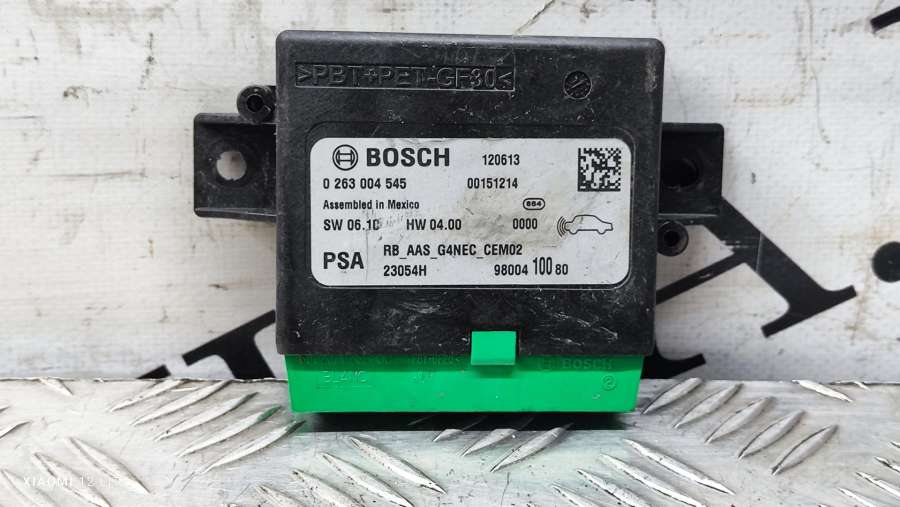 >PBT+PET-GF30<
BOSCH 120613
0 263 004 545 00151214
Assembled in Mexico 664
SW 06.10 HW 04.00 0000
PSA RB_AAS_G4NEC_CEM02
23054H 98004 100 80
BOSCH
XIAOMI 12